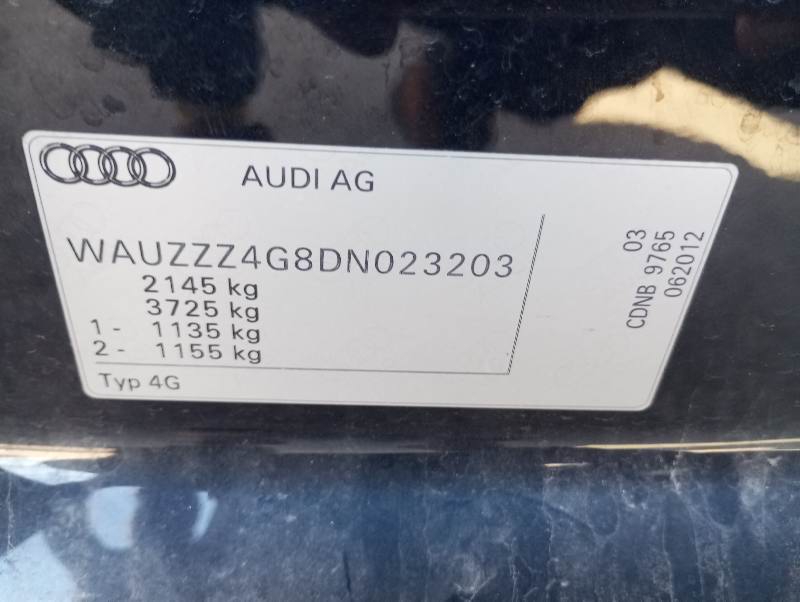 AUDI AG
WAUZZZ4G8DN023203
2145 kg
3725 kg
1 - 1135 kg
2 - 1155 kg
Typ 4G
03
CDNB 9765
062012